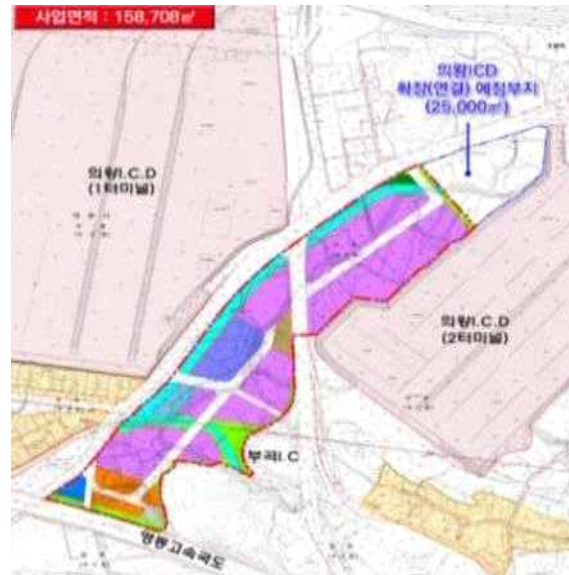 사업면적 : 158,708㎡
의왕ICD
확장(연결) 예정부지
(25,000㎡)
의왕I.C.D
(1터미널)
의왕I.C.D
(2터미널)
부곡I.C
영동고속국도